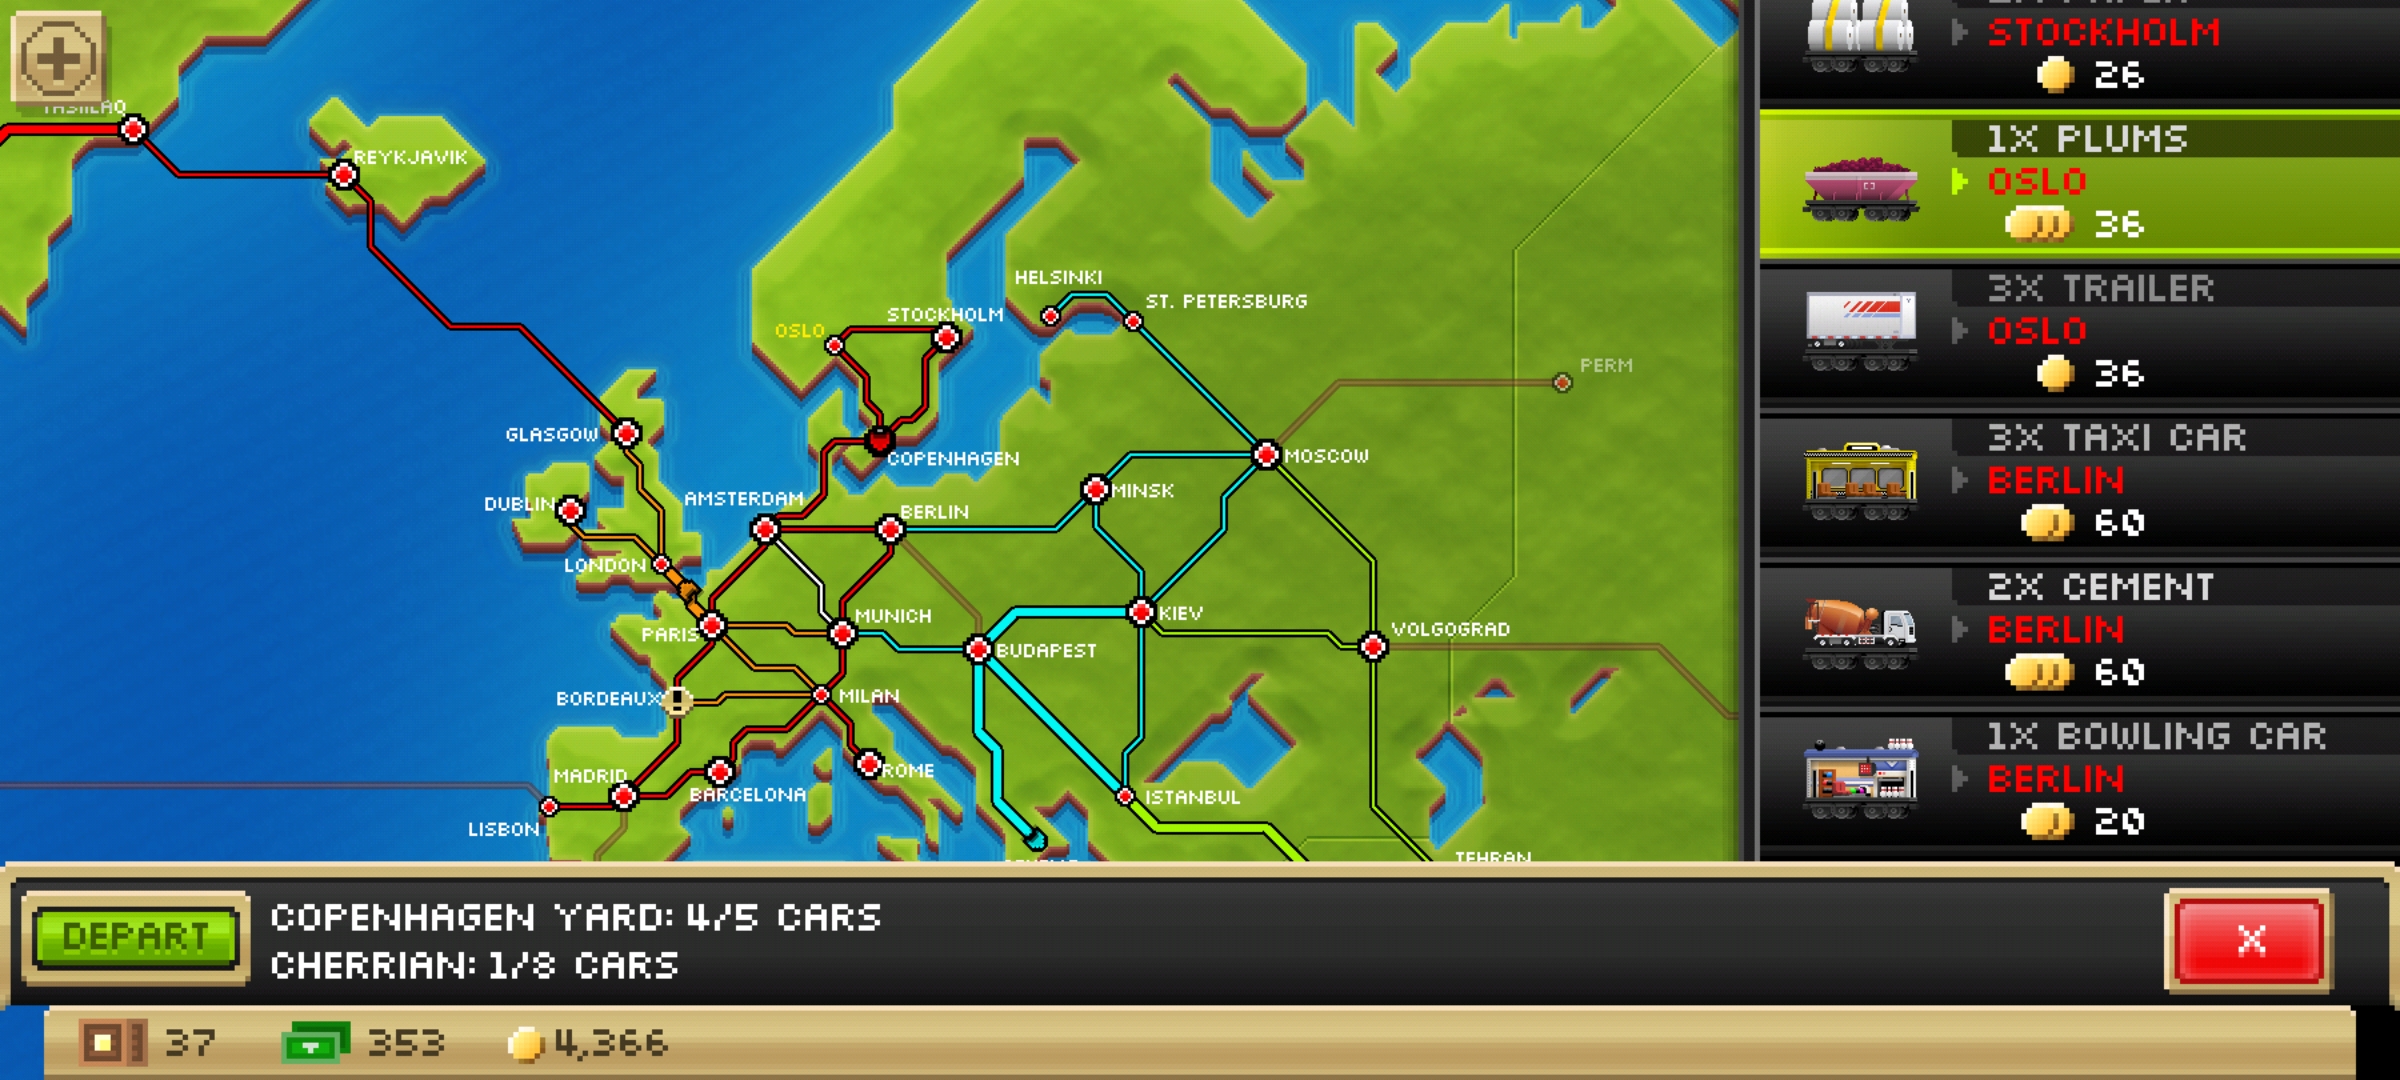 REYKJAVIK
HELSINKI
ST. PETERSBURG
STOCKHOLM
OSLO
PERM
GLASGOW
COPENHAGEN
MOSCOW
MINSK
AMSTERDAM
BERLIN
DUBLIN
LONDON
MUNICH
KIEV
PARIS
VOLGOGRAD
BUDAPEST
BORDEAUX
MILAN
MADRID
ROME
BARCELONA
ISTANBUL
LISBON
TEHRAN
STOCKHOLM
26
1X PLUMS
OSLO
36
3X TRAILER
OSLO
36
3X TAXI CAR
BERLIN
60
2X CEMENT
BERLIN
60
1X BOWLING CAR
BERLIN
20
DEPART
COPENHAGEN YARD: 4/5 CARS
CHERRIAN: 1/8 CARS
X
37
353
4,366